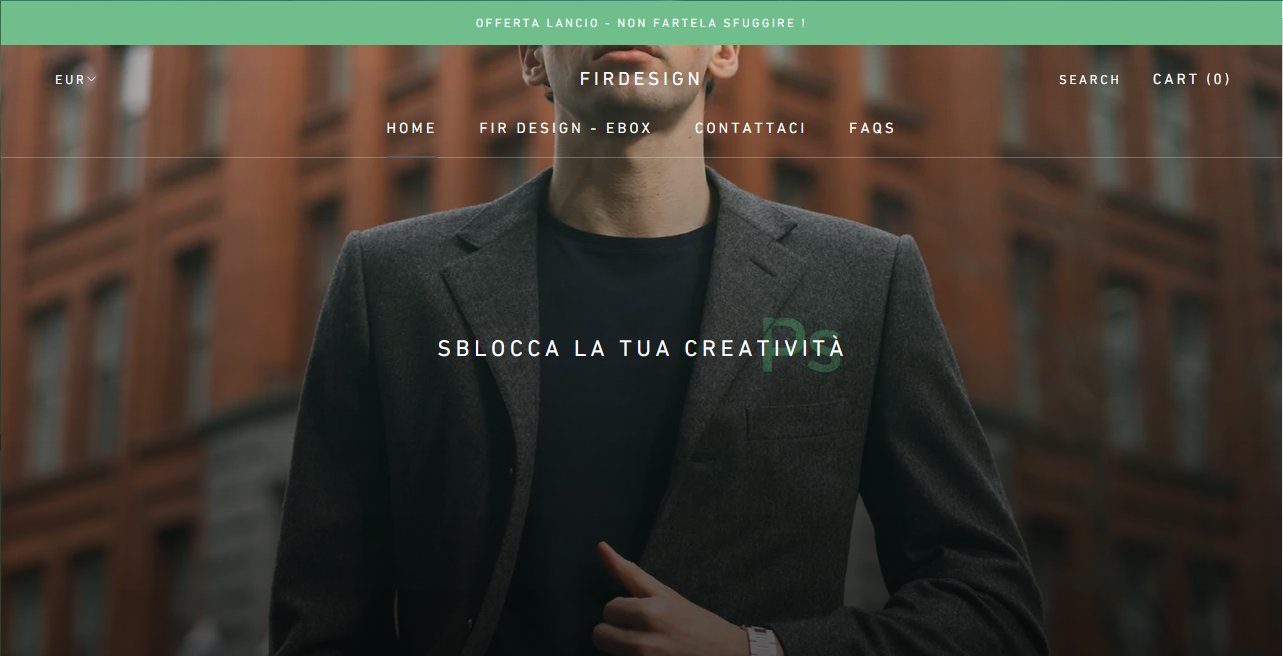 OFFERTA LANCIO - NON FARTELA SFUGGIRE !
EUR FIRDESIGN SEARCH CART (0)
HOME FIR DESIGN - EBOX CONTATTACI FAQS
SBLOCCA LA TUA CREATIVITÀ
Ps